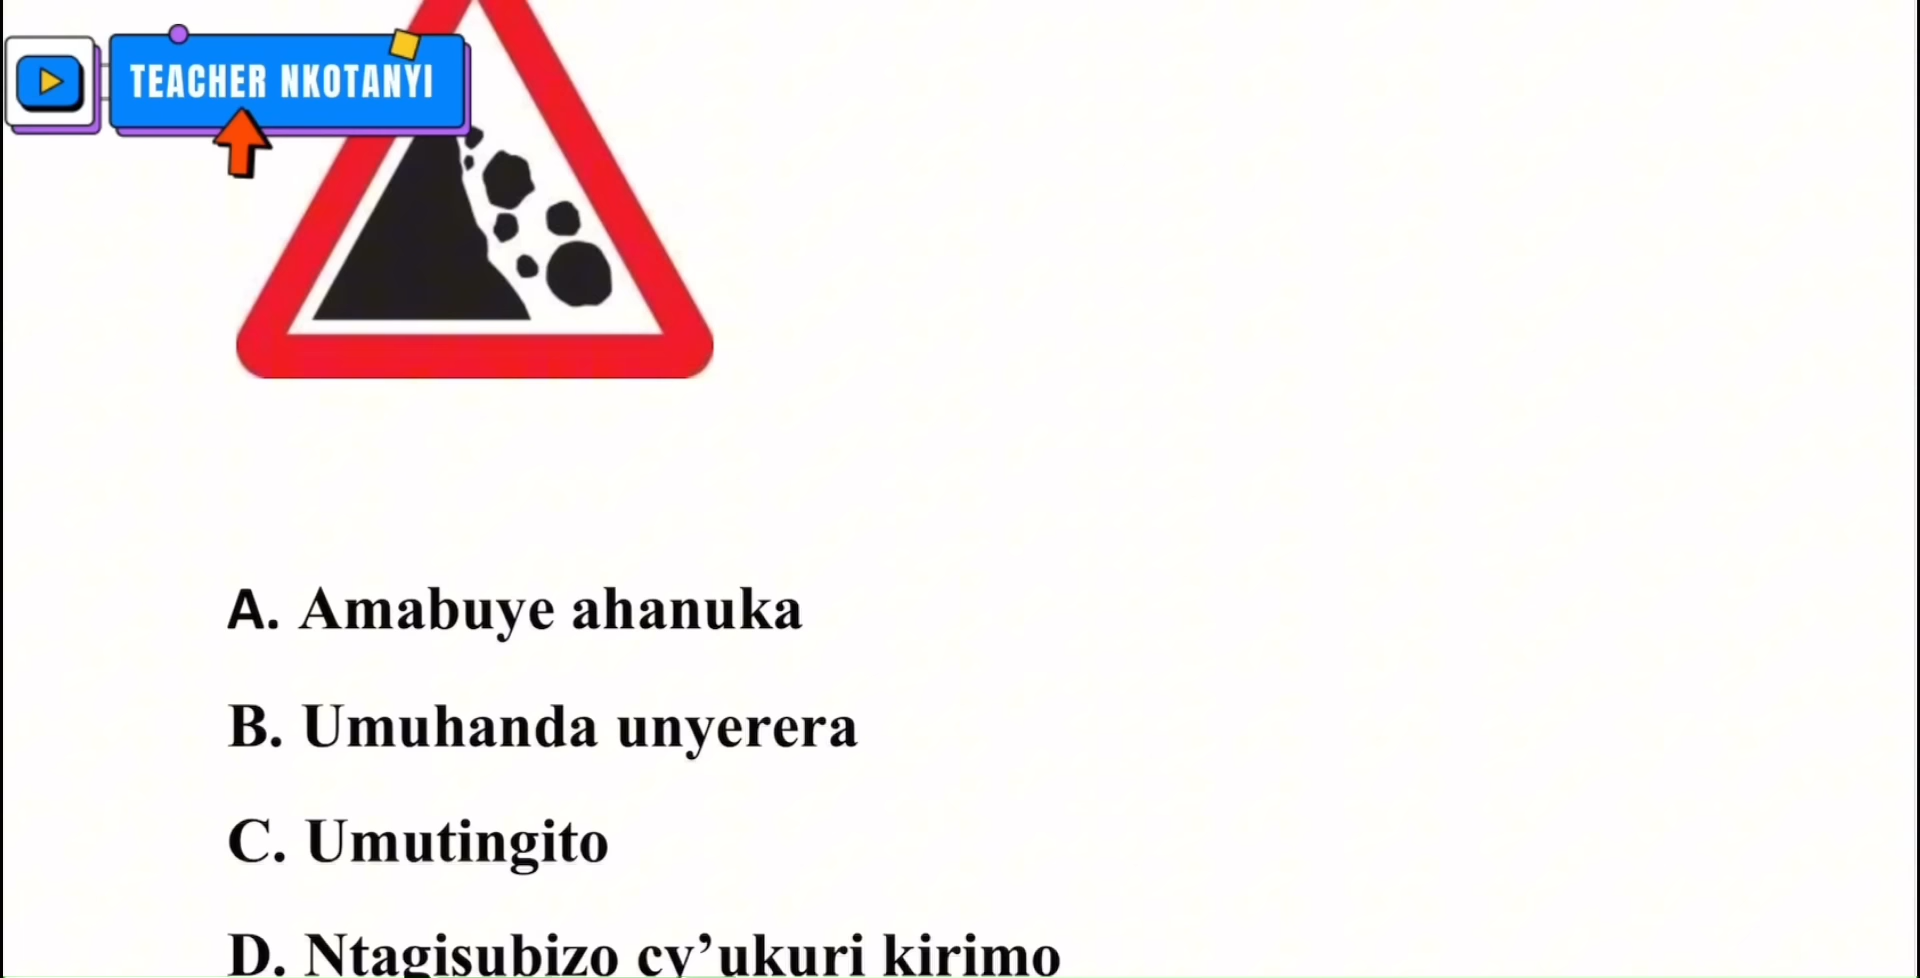 TEACHER NKOTANYI
A. Amabuye ahanuka
B. Umuhanda unyerera
C. Umutingito
D. Ntagisubizo cy’ukuri kirimo